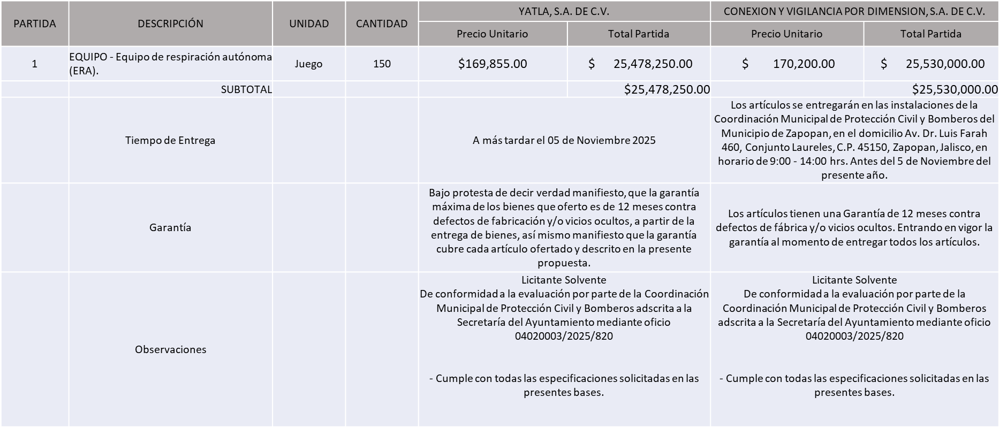 PARTIDA
DESCRIPCIÓN
UNIDAD
CANTIDAD
YATLA, S.A. DE C.V.
CONEXION Y VIGILANCIA POR DIMENSION, S.A. DE C.V.
Precio Unitario
Total Partida
Precio Unitario
Total Partida
1
EQUIPO - Equipo de respiración autónoma
(ERA).
Juego
150
$169,855.00
$ 25,478,250.00
$ 170,200.00
$ 25,530,000.00
SUBTOTAL
$25,478,250.00
$25,530,000.00
Tiempo de Entrega
A más tardar el 05 de Noviembre 2025
Los artículos se entregarán en las instalaciones de la
Coordinación Municipal de Protección Civil y Bomberos del
Municipio de Zapopan, en el domicilio Av. Dr. Luis Farah
460, Conjunto Laureles, C.P. 45150, Zapopan, Jalisco, en
horario de 9:00 - 14:00 hrs. Antes del 5 de Noviembre del
presente año.
Garantía
Bajo protesta de decir verdad manifiesto, que la garantía
máxima de los bienes que oferto es de 12 meses contra
defectos de fabricación y/o vicios ocultos, a partir de la
entrega de bienes, así mismo manifiesto que la garantía
cubre cada artículo ofertado y descrito en la presente
propuesta.
Los artículos tienen una Garantía de 12 meses contra
defectos de fábrica y/o vicios ocultos. Entrando en vigor la
garantía al momento de entregar todos los artículos.
Observaciones
Licitante Solvente
De conformidad a la evaluación por parte de la Coordinación
Municipal de Protección Civil y Bomberos adscrita a la
Secretaría del Ayuntamiento mediante oficio
04020003/2025/820
- Cumple con todas las especificaciones solicitadas en las
presentes bases.
Licitante Solvente
De conformidad a la evaluación por parte de la
Coordinación Municipal de Protección Civil y Bomberos
adscrita a la Secretaría del Ayuntamiento mediante oficio
04020003/2025/820
- Cumple con todas las especificaciones solicitadas en las
presentes bases.